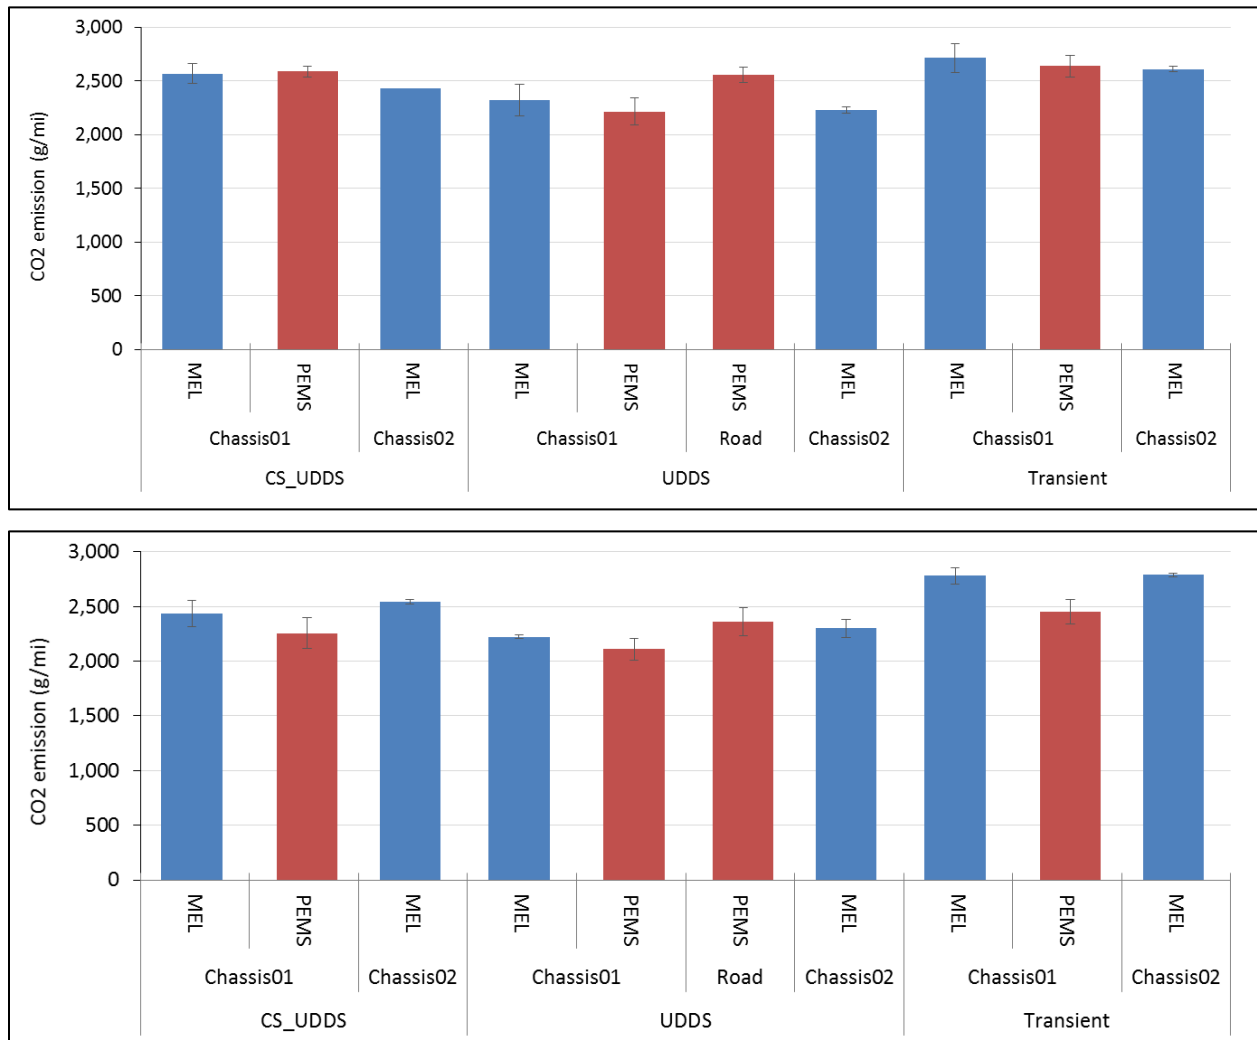 3,000
2,500
2,000
1,500
1,000
500
0
CO2 emission (g/mi)
MEL PEMS MEL MEL PEMS PEMS MEL MEL PEMS MEL
Chassis01 Chassis02 Chassis01 Road Chassis02 Chassis01 Chassis02
CS_UDDS UDDS Transient
3,000
2,500
2,000
1,500
1,000
500
0
CO2 emission (g/mi)
MEL PEMS MEL MEL PEMS PEMS MEL MEL PEMS MEL
Chassis01 Chassis02 Chassis01 Road Chassis02 Chassis01 Chassis02
CS_UDDS UDDS Transient